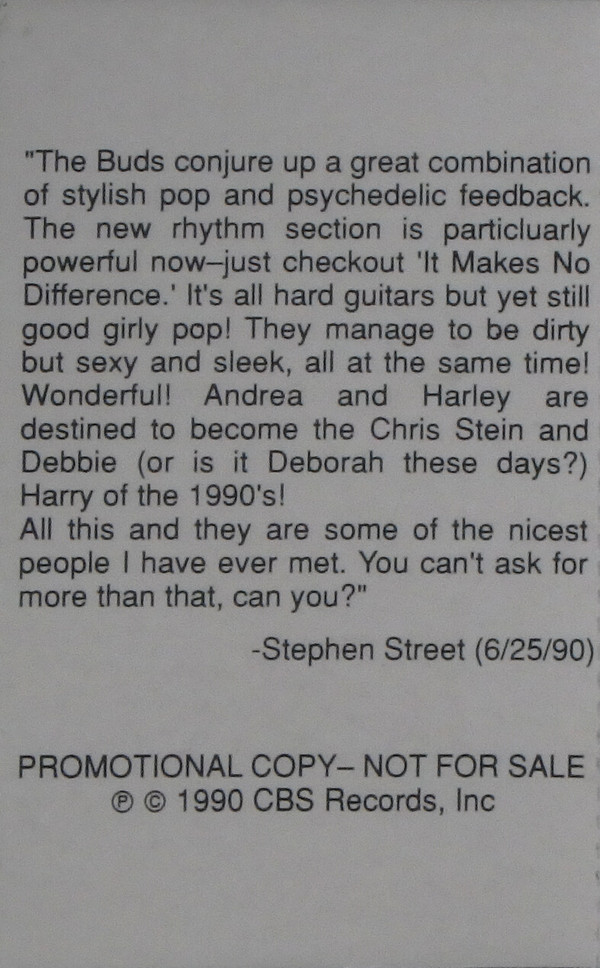 "The Buds conjure up a great combination
of stylish pop and psychedelic feedback.
The new rhythm section is particluarly
powerful now–just checkout 'It Makes No
Difference.' It's all hard guitars but yet still
good girly pop! They manage to be dirty
but sexy and sleek, all at the same time!
Wonderful! Andrea and Harley are
destined to become the Chris Stein and
Debbie (or is it Deborah these days?)
Harry of the 1990's!
All this and they are some of the nicest
people I have ever met. You can't ask for
more than that, can you?"
-Stephen Street (6/25/90)
PROMOTIONAL COPY– NOT FOR SALE
℗ © 1990 CBS Records, Inc